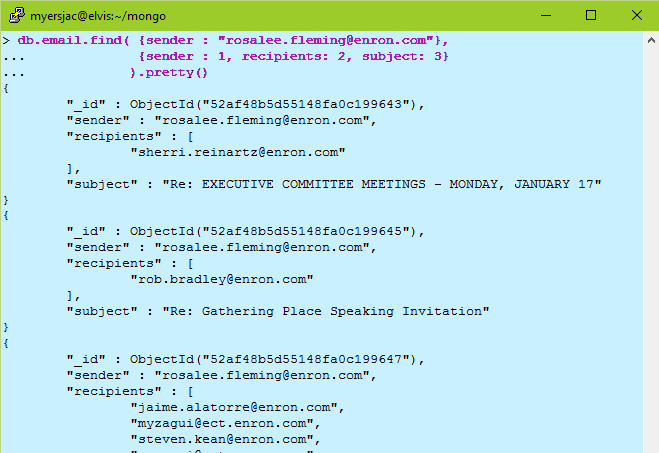 myersjac@elvis:~/mongo
> db.email.find( {sender : "rosalee.fleming@enron.com"},
... {sender : 1, recipients: 2, subject: 3}
... ).pretty()
{
"_id" : ObjectId("52af48b5d55148fa0c199643"),
"sender" : "rosalee.fleming@enron.com",
"recipients" : [
"sherri.reinartz@enron.com"
],
"subject" : "Re: EXECUTIVE COMMITTEE MEETINGS - MONDAY, JANUARY 17"
}
{
"_id" : ObjectId("52af48b5d55148fa0c199645"),
"sender" : "rosalee.fleming@enron.com",
"recipients" : [
"rob.bradley@enron.com"
],
"subject" : "Re: Gathering Place Speaking Invitation"
}
{
"_id" : ObjectId("52af48b5d55148fa0c199647"),
"sender" : "rosalee.fleming@enron.com",
"recipients" : [
"jaime.alatorre@enron.com",
"myzagui@ect.enron.com",
"steven.kean@enron.com",